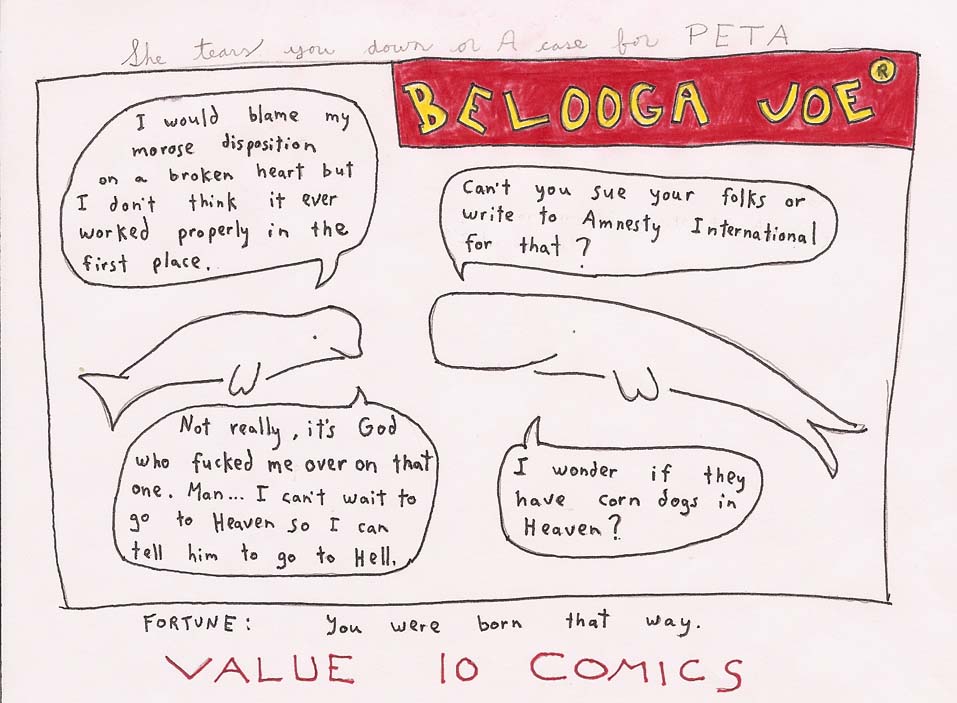 She tears you down or A case for PETA
BELOOGA JOE®
I would blame my
morose disposition
on a broken heart but
I don't think it ever
worked properly in the
first place.
Can't you sue your folks or
write to Amnesty International
for that?
Not really, it's God
who fucked me over on that
one. Man... I can't wait to
go to Heaven so I can
tell him to go to Hell.
I wonder if they
have corn dogs in
Heaven?
FORTUNE: You were born that way.
VALUE 10 COMICS